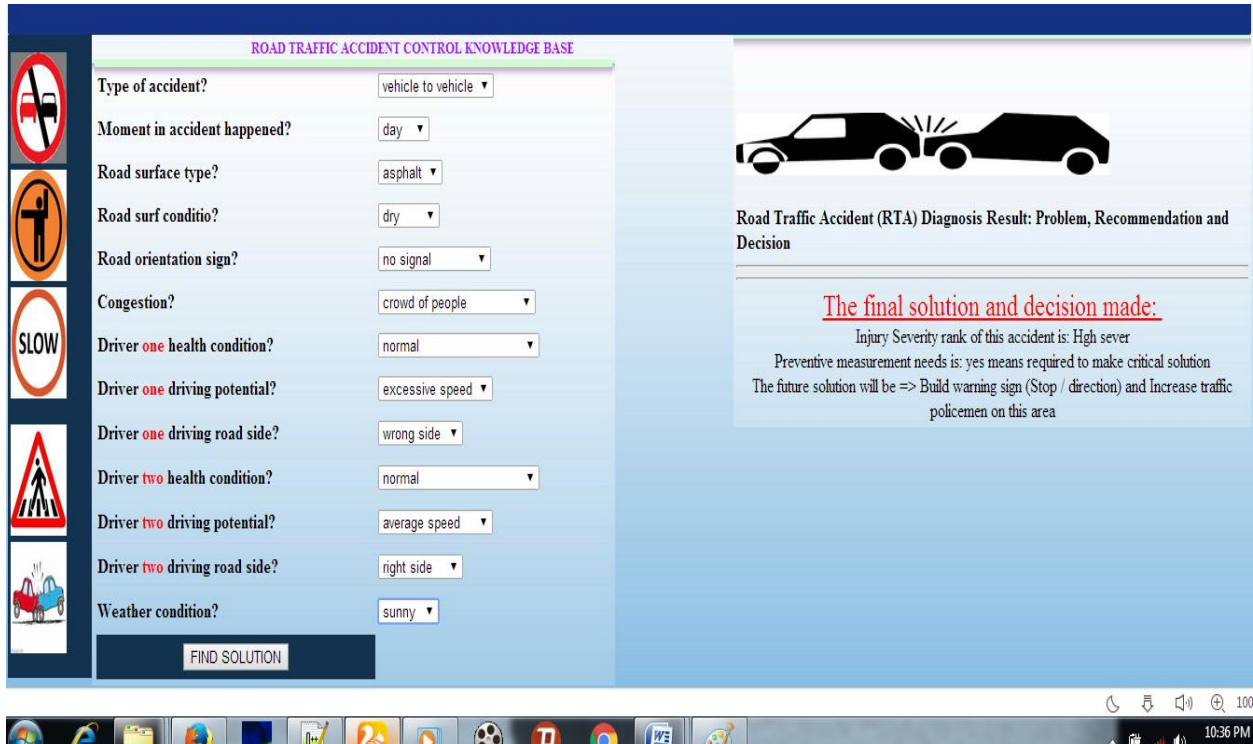 ROAD TRAFFIC ACCIDENT CONTROL KNOWLEDGE BASE
Type of accident? vehicle to vehicle
Moment in accident happened? day
Road surface type? asphalt
Road surf conditio? dry
Road orientation sign? no signal
Congestion? crowd of people
SLOW
Driver one health condition? normal
Driver one driving potential? excessive speed
Driver one driving road side? wrong side
Driver two health condition? normal
Driver two driving potential? average speed
Driver two driving road side? right side
Weather condition? sunny
FIND SOLUTION
Road Traffic Accident (RTA) Diagnosis Result: Problem, Recommendation and
Decision
The final solution and decision made:
Injury Severity rank of this accident is: Hgh sever
Preventive measurement needs is: yes means required to make critical solution
The future solution will be => Build warning sign (Stop / direction) and Increase traffic
policemen on this area
100
10:36 PM